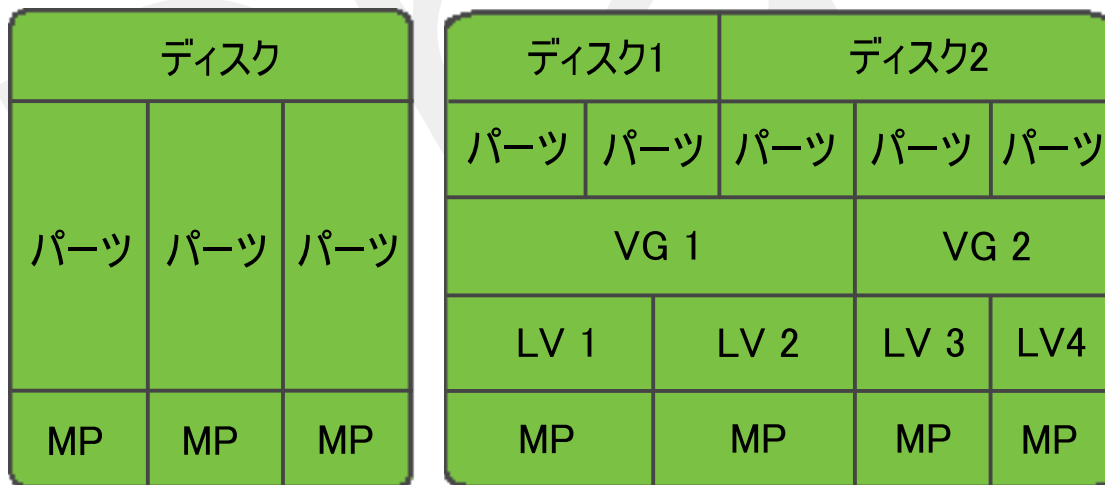 ディスク
パーツ パーツ パーツ
MP MP MP
ディスク1 ディスク2
パーツ パーツ パーツ パーツ パーツ
VG 1 VG 2
LV 1 LV 2 LV 3 LV4
MP MP MP MP